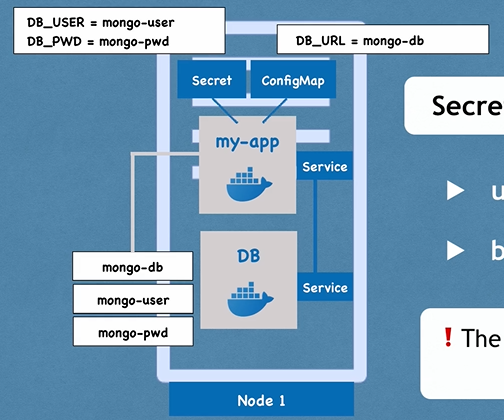 DB_USER = mongo-user
DB_PWD = mongo-pwd
DB_URL = mongo-db
Secret
ConfigMap
my-app
Service
DB
Service
mongo-db
mongo-user
mongo-pwd
Node 1
Secre
u
b
! The